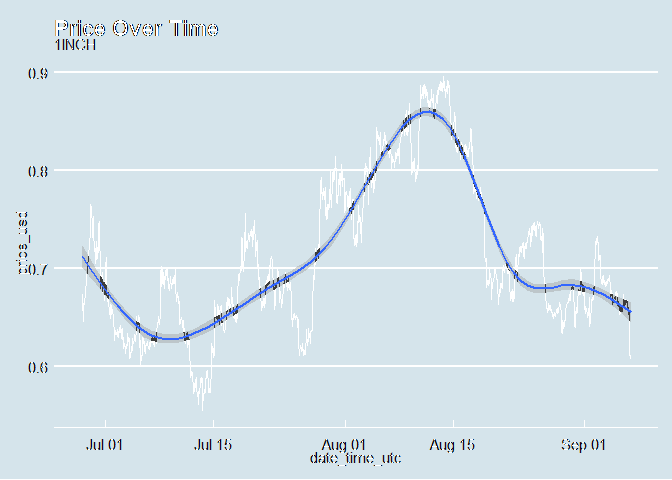 Price Over Time
1INCH
0.9
0.8
0.7
0.6
price_usd
Jul 01
Jul 15
Aug 01
Aug 15
Sep 01
date_time_utc